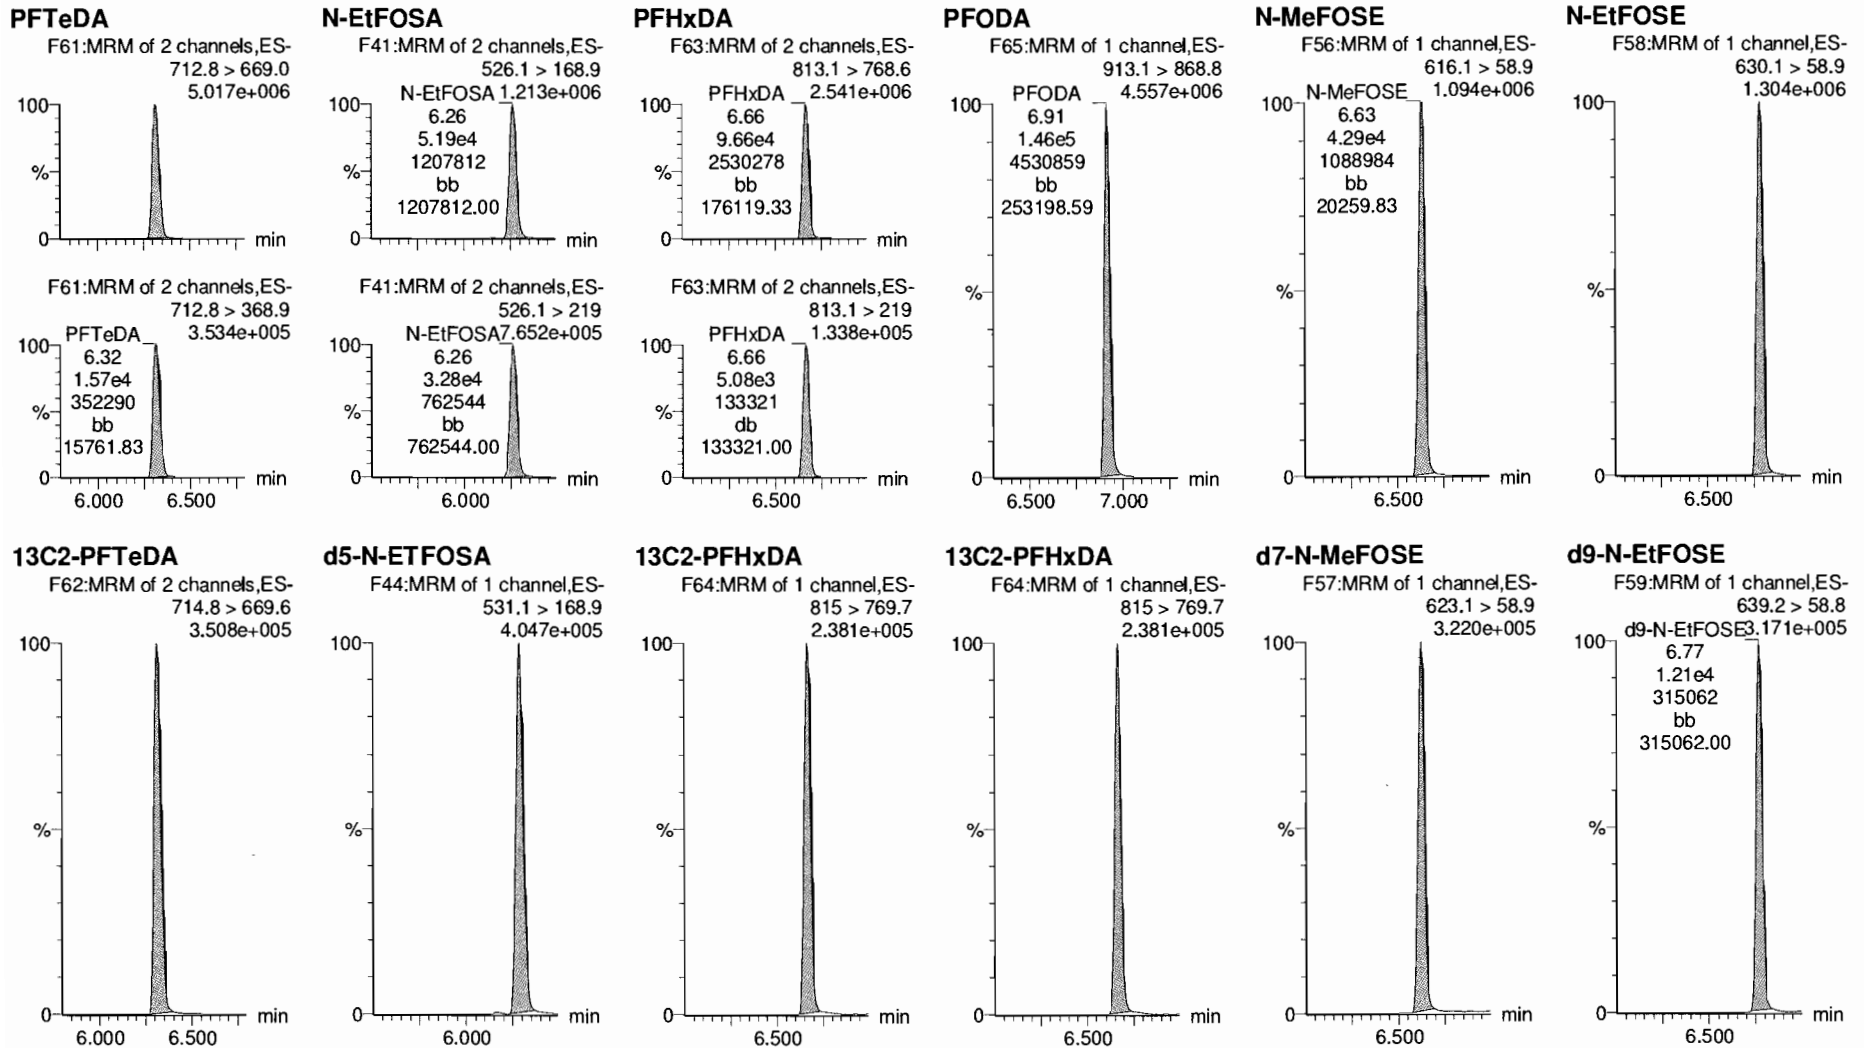 PFTeDA
F61:MRM of 2 channels,ES-
712.8 > 669.0
5.017e+006
100
%
0
min
F61:MRM of 2 channels,ES-
712.8 > 368.9
3.534e+005
PFTeDA
100
6.32
1.57e4
352290
%
bb
15761.83
0
min
6.000 6.500
N-EtFOSA
F41:MRM of 2 channels,ES-
526.1 > 168.9
N-EtFOSA 1.213e+006
100
6.26
5.19e4
1207812
%
bb
1207812.00
0
min
F41:MRM of 2 channels,ES-
526.1 > 219
N-EtFOSA 7.652e+005
100
6.26
3.28e4
762544
%
bb
762544.00
0
min
6.000
PFHxDA
F63:MRM of 2 channels,ES-
813.1 > 768.6
PFHxDA 2.541e+006
100
6.66
9.66e4
2530278
%
bb
176119.33
0
min
F63:MRM of 2 channels,ES-
813.1 > 219
PFHxDA 1.338e+005
100
6.66
5.08e3
133321
%
db
133321.00
0
min
6.500
PFODA
F65:MRM of 1 channel,ES-
913.1 > 868.8
PFODA 4.557e+006
100
6.91
1.46e5
4530859
bb
253198.59
%
0
min
6.500 7.000
N-MeFOSE
F56:MRM of 1 channel,ES-
616.1 > 58.9
N-MeFOSE 1.094e+006
100
6.63
4.29e4
1088984
bb
20259.83
%
0
min
6.500
N-EtFOSE
F58:MRM of 1 channel,ES-
630.1 > 58.9
1.304e+006
100
%
0
min
6.500
13C2-PFTeDA
F62:MRM of 2 channels,ES-
714.8 > 669.6
3.508e+005
100
%
0
min
6.000 6.500
d5-N-ETFOSA
F44:MRM of 1 channel,ES-
531.1 > 168.9
4.047e+005
100
%
0
min
6.000
13C2-PFHxDA
F64:MRM of 1 channel,ES-
815 > 769.7
2.381e+005
100
%
0
min
6.500
13C2-PFHxDA
F64:MRM of 1 channel,ES-
815 > 769.7
2.381e+005
100
%
0
min
6.500
d7-N-MeFOSE
F57:MRM of 1 channel,ES-
623.1 > 58.9
3.220e+005
100
%
0
min
6.500
d9-N-EtFOSE
F59:MRM of 1 channel,ES-
639.2 > 58.8
d9-N-EtFOSE 3.171e+005
100
6.77
1.21e4
315062
bb
315062.00
%
0
min
6.500